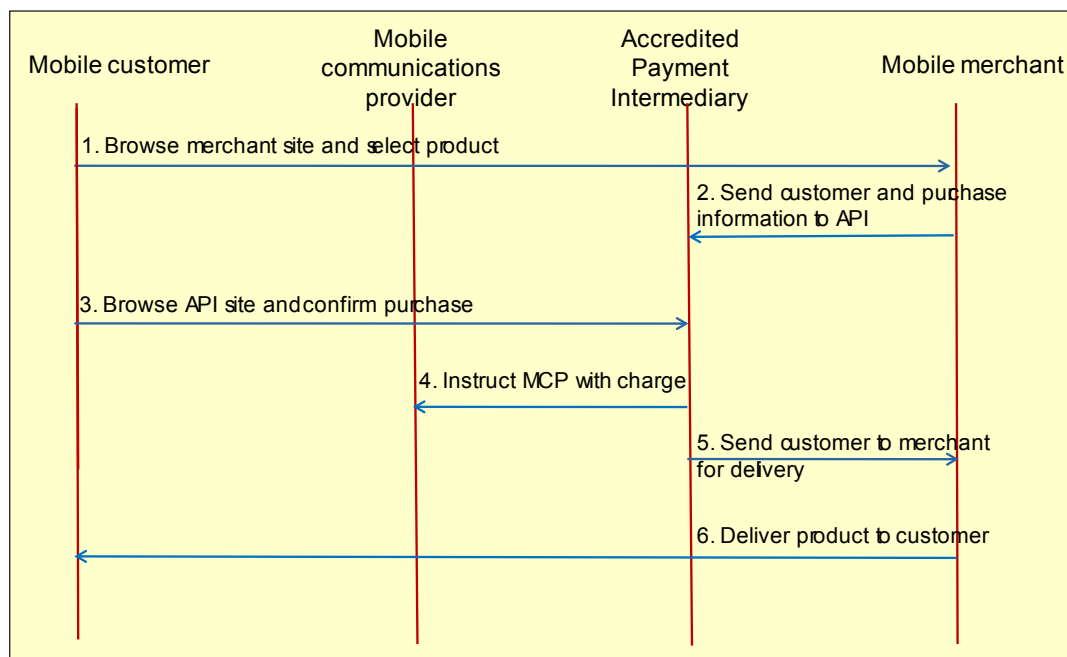 Mobile customer
Mobile
communications
provider
Accredited
Payment
Intermediary
Mobile merchant
1. Browse merchant site and select product
2. Send customer and purchase
information to API
3. Browse API site and confirm purchase
4. Instruct MCP with charge
5. Send customer to merchant
for delivery
6. Deliver product to customer